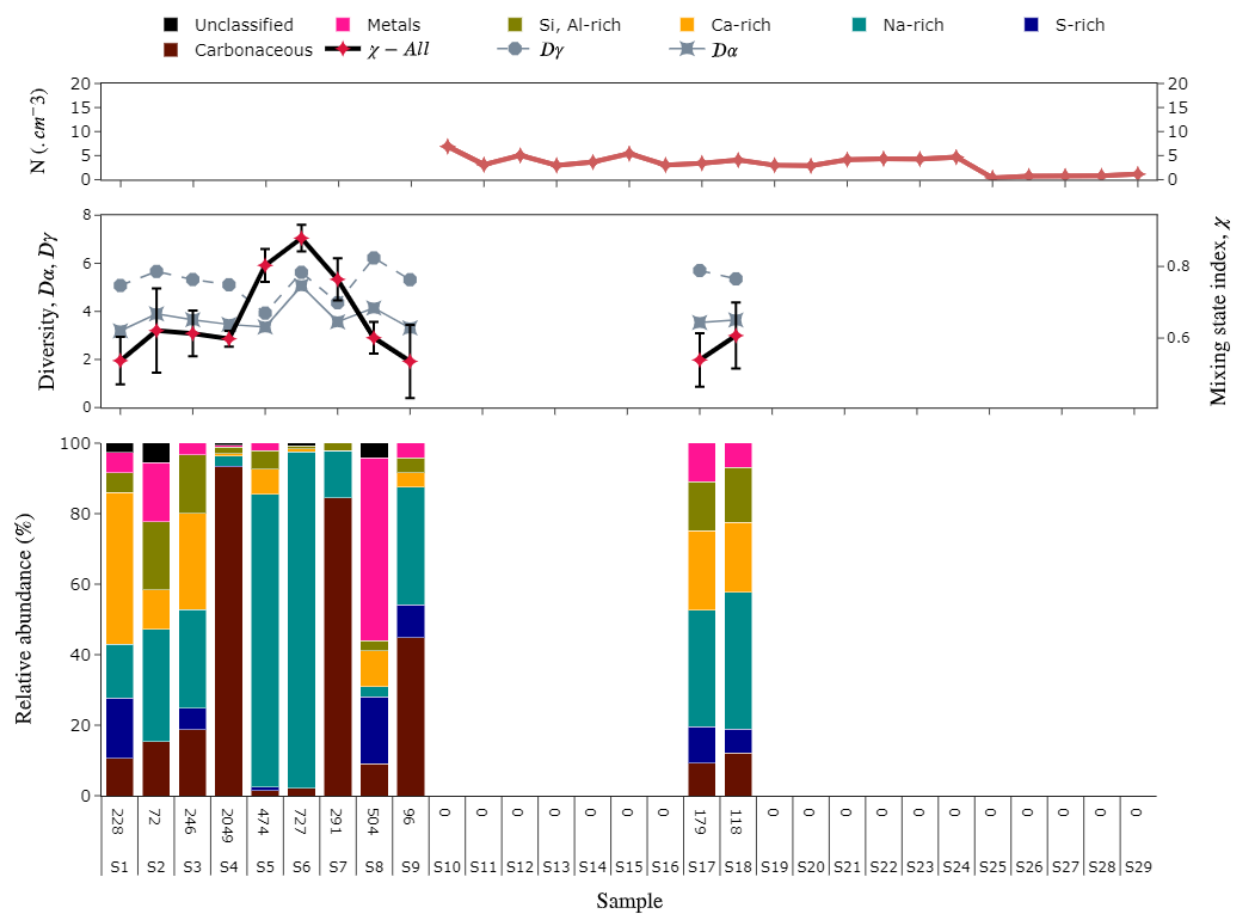 Unclassified Metals Si, Al-rich Ca-rich Na-rich S-rich
Carbonaceous χ − All Dγ Dα
N (. cm⁻3)
20 20
15 15
10 10
5 5
0 0
Diversity, Dα, Dγ
8
6
4
2
0
0.8
0.6
Mixing state index, χ
Relative abundance (%)
100
80
60
40
20
0
228 72 246 2049 474 727 291 504 96 0 0 0 0 0 0 0 179 118 0 0 0 0 0 0 0 0 0 0 0
S1 S2 S3 S4 S5 S6 S7 S8 S9 S10 S11 S12 S13 S14 S15 S16 S17 S18 S19 S20 S21 S22 S23 S24 S25 S26 S27 S28 S29
Sample